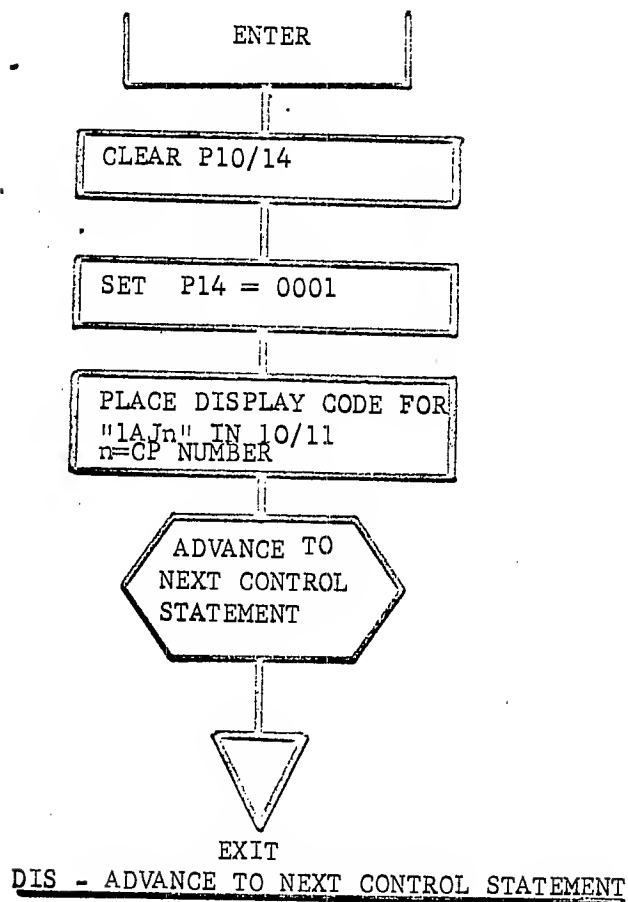 ENTER
CLEAR P10/14
SET P14 = 0001
PLACE DISPLAY CODE FOR
"1AJn" IN 10/11
n=CP NUMBER
ADVANCE TO
NEXT CONTROL
STATEMENT
EXIT
DIS - ADVANCE TO NEXT CONTROL STATEMENT